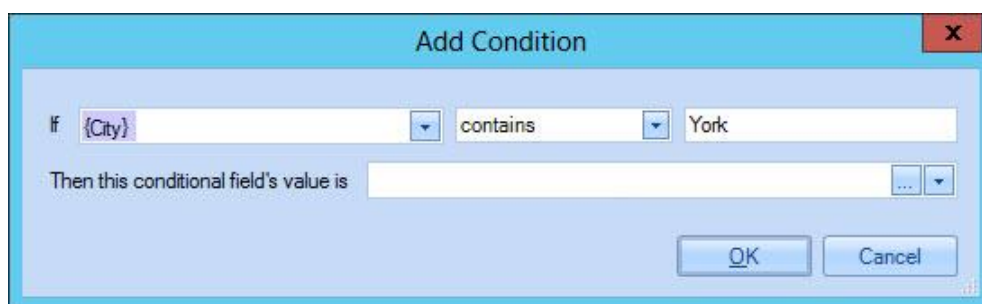 Add Condition
x
If {City} contains York
Then this conditional field's value is ...
OK Cancel